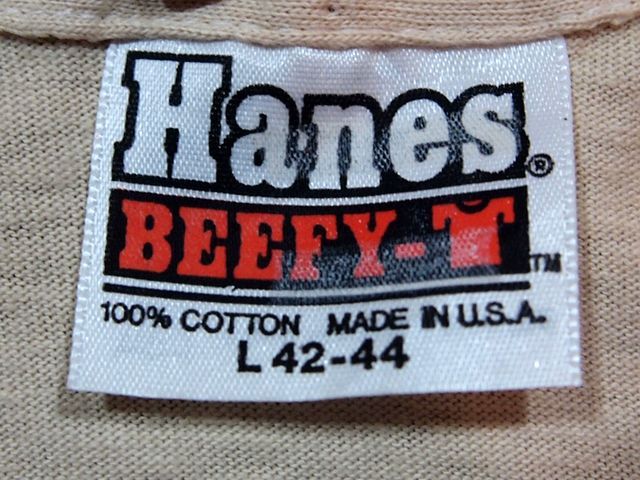 Hanes®
BEEFY-T™
100% COTTON MADE IN U.S.A.
L 42-44